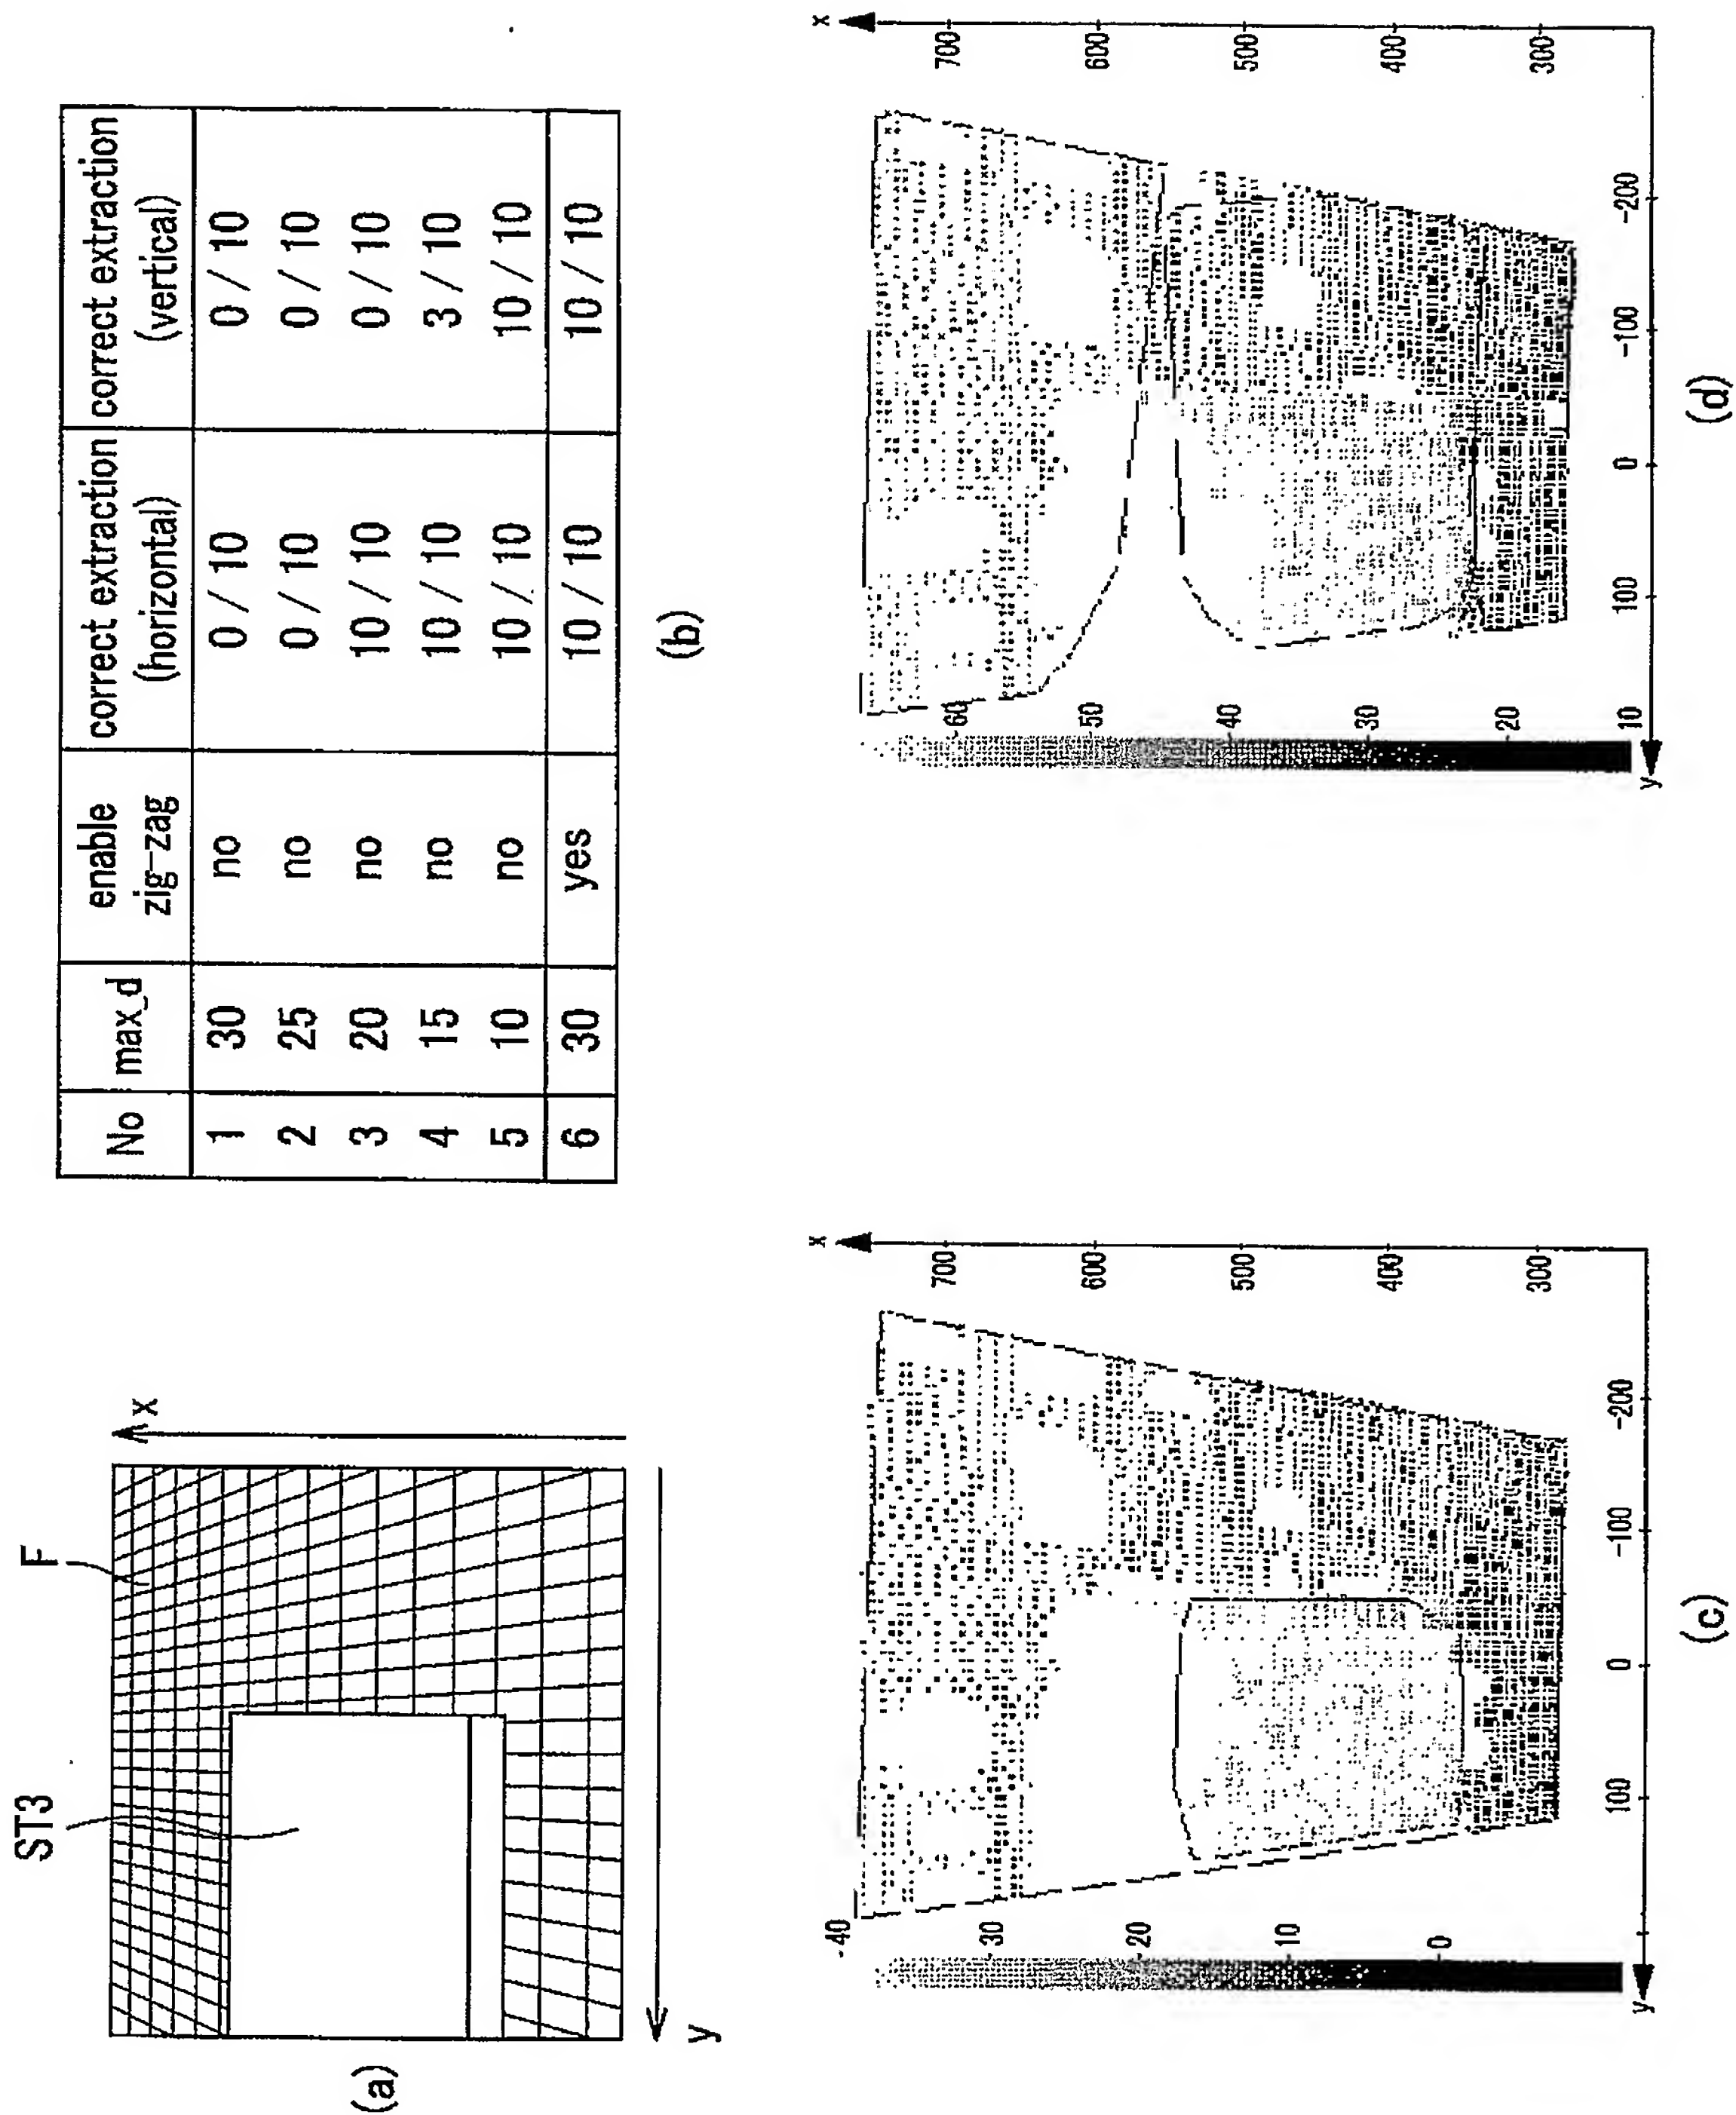 ST3
F
x
y
(a)
No max_d enable zig-zag correct extraction (horizontal) correct extraction (vertical)
1 30 no 0/10 0/10
2 25 no 0/10 0/10
3 20 no 10/10 0/10
4 15 no 10/10 3/10
5 10 no 10/10 10/10
6 30 yes 10/10 10/10
(b)
40
30
20
10
0
x
700
600
500
400
300
y
100
0
-100
-200
(c)
60
50
40
30
20
10
x
700
600
500
400
300
y
100
0
-100
-200
(d)